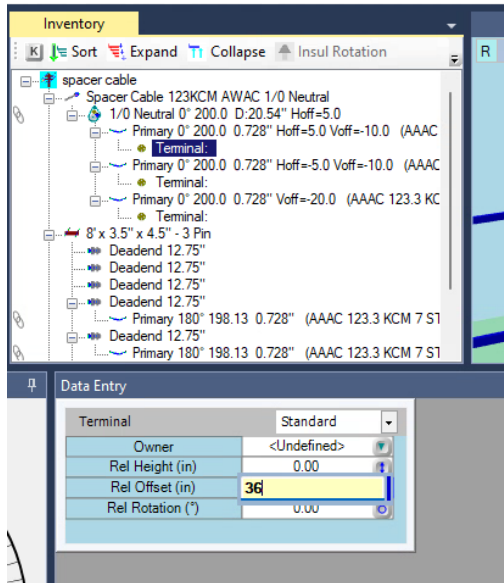 Inventory
K Sort Expand Collapse Insul Rotation
R
spacer cable
Spacer Cable 123KCM AWAC 1/0 Neutral
1/0 Neutral 0° 200.0 D:20.54" Hoff=5.0
Primary 0° 200.0 0.728" Hoff=5.0 Voff=-10.0 (AAAC
Terminal:
Primary 0° 200.0 0.728" Hoff=-5.0 Voff=-10.0 (AAAC
Terminal:
Primary 0° 200.0 0.728" Voff=-20.0 (AAAC 123.3 KC
Terminal:
8' x 3.5" x 4.5" - 3 Pin
Deadend 12.75"
Deadend 12.75"
Deadend 12.75"
Deadend 12.75"
Primary 180° 198.13 0.728" (AAAC 123.3 KCM 7 ST
Deadend 12.75"
Primary 180° 198.13 0.728" (AAAC 123.3 KCM 7 ST
Data Entry
Terminal Standard
Owner <Undefined>
Rel Height (in) 0.00
Rel Offset (in) 36
Rel Rotation (°) 0.00